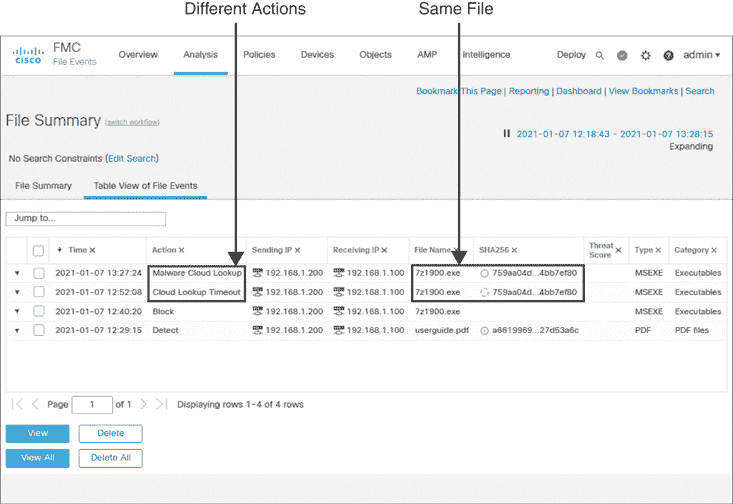 Different Actions Same File
FMC
CISCO File Events Overview Analysis Policies Devices Objects AMP Intelligence Deploy admin
Bookmark This Page | Reporting | Dashboard | View Bookmarks | Search
File Summary (switch workflow)
2021-01-07 12:18:43 - 2021-01-07 13:28:15
Expanding
No Search Constraints (Edit Search)
File Summary Table View of File Events
Jump to...
Time × Action × Sending IP × Receiving IP × File Name × SHA256 × Threat Score × Type × Category ×
2021-01-07 13:27:24 Malware Cloud Lookup 192.168.1.200 192.168.1.100 7z1900.exe 759aa04d...4bb7ef80 MSEXE Executables
2021-01-07 12:52:08 Cloud Lookup Timeout 192.168.1.200 192.168.1.100 7z1900.exe 759aa04d...4bb7ef80 MSEXE Executables
2021-01-07 12:40:20 Block 192.168.1.200 192.168.1.100 7z1900.exe MSEXE Executables
2021-01-07 12:29:15 Detect 192.168.1.200 192.168.1.100 userguide.pdf a6619969...27d53a6c PDF PDF files
Page 1 of 1 Displaying rows 1-4 of 4 rows
View Delete
View All Delete All